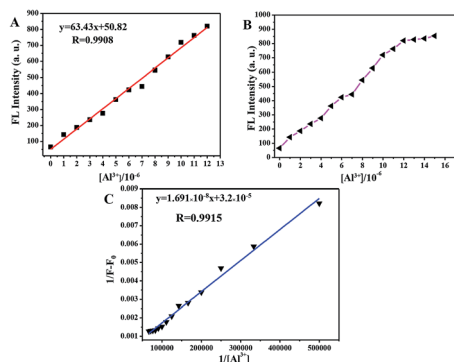 A
y=63.43x+50.82
R=0.9908
FL Intensity (a. u.)
800
700
600
500
400
300
200
100
0
0 1 2 3 4 5 6 7 8 9 10 11 12 13
[Al³⁺]/10⁻⁶
B
FL Intensity (a. u.)
900
800
700
600
500
400
300
200
100
0
0 2 4 6 8 10 12 14 16
[Al³⁺]/10⁻⁶
C
y=1.691*10⁻⁸x+3.2*10⁻⁵
R=0.9915
1/F-F₀
0.009
0.008
0.007
0.006
0.005
0.004
0.003
0.002
0.001
100000 200000 300000 400000 500000
1/[Al³⁺]